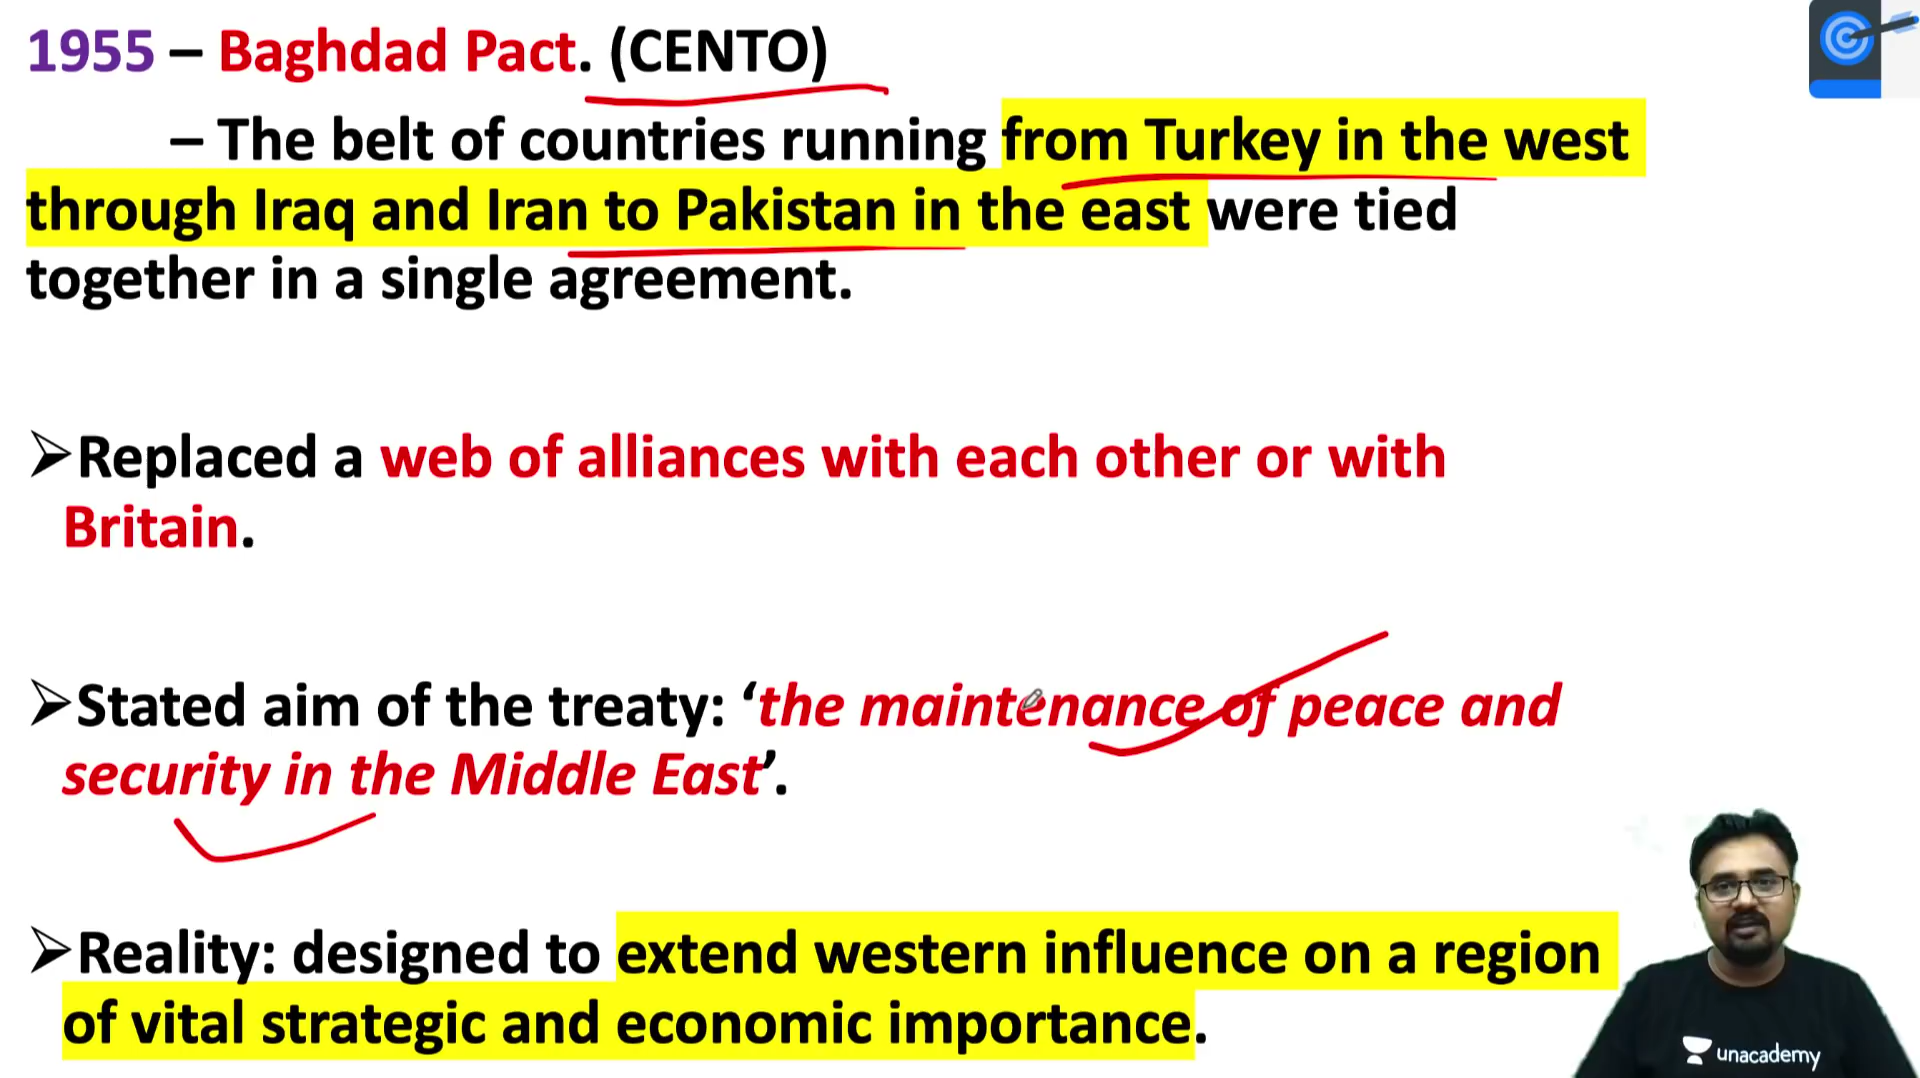 1955 – Baghdad Pact. (CENTO)
– The belt of countries running from Turkey in the west
through Iraq and Iran to Pakistan in the east were tied
together in a single agreement.
➢Replaced a web of alliances with each other or with
Britain.
➢Stated aim of the treaty: ‘the maintenance of peace and
security in the Middle East’.
➢Reality: designed to extend western influence on a region
of vital strategic and economic importance.
unacademy